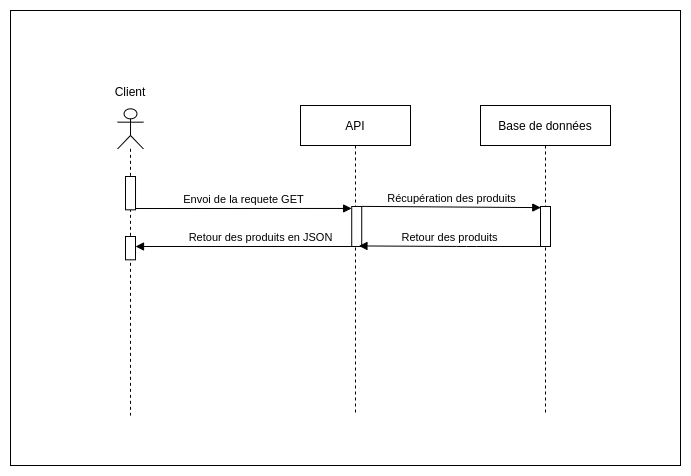 Client
API
Base de données
Envoi de la requete GET
Récupération des produits
Retour des produits en JSON
Retour des produits